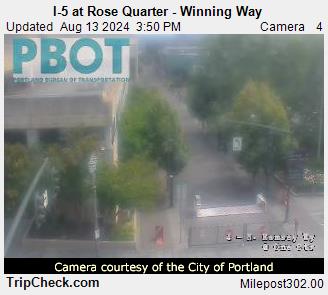 I-5 at Rose Quarter - Winning Way
Updated Aug 13 2024 3:50 PM Camera 4
PBOT
PORTLAND BUREAU OF TRANSPORTATION
Camera courtesy of the City of Portland
TripCheck.com Milepost302.00